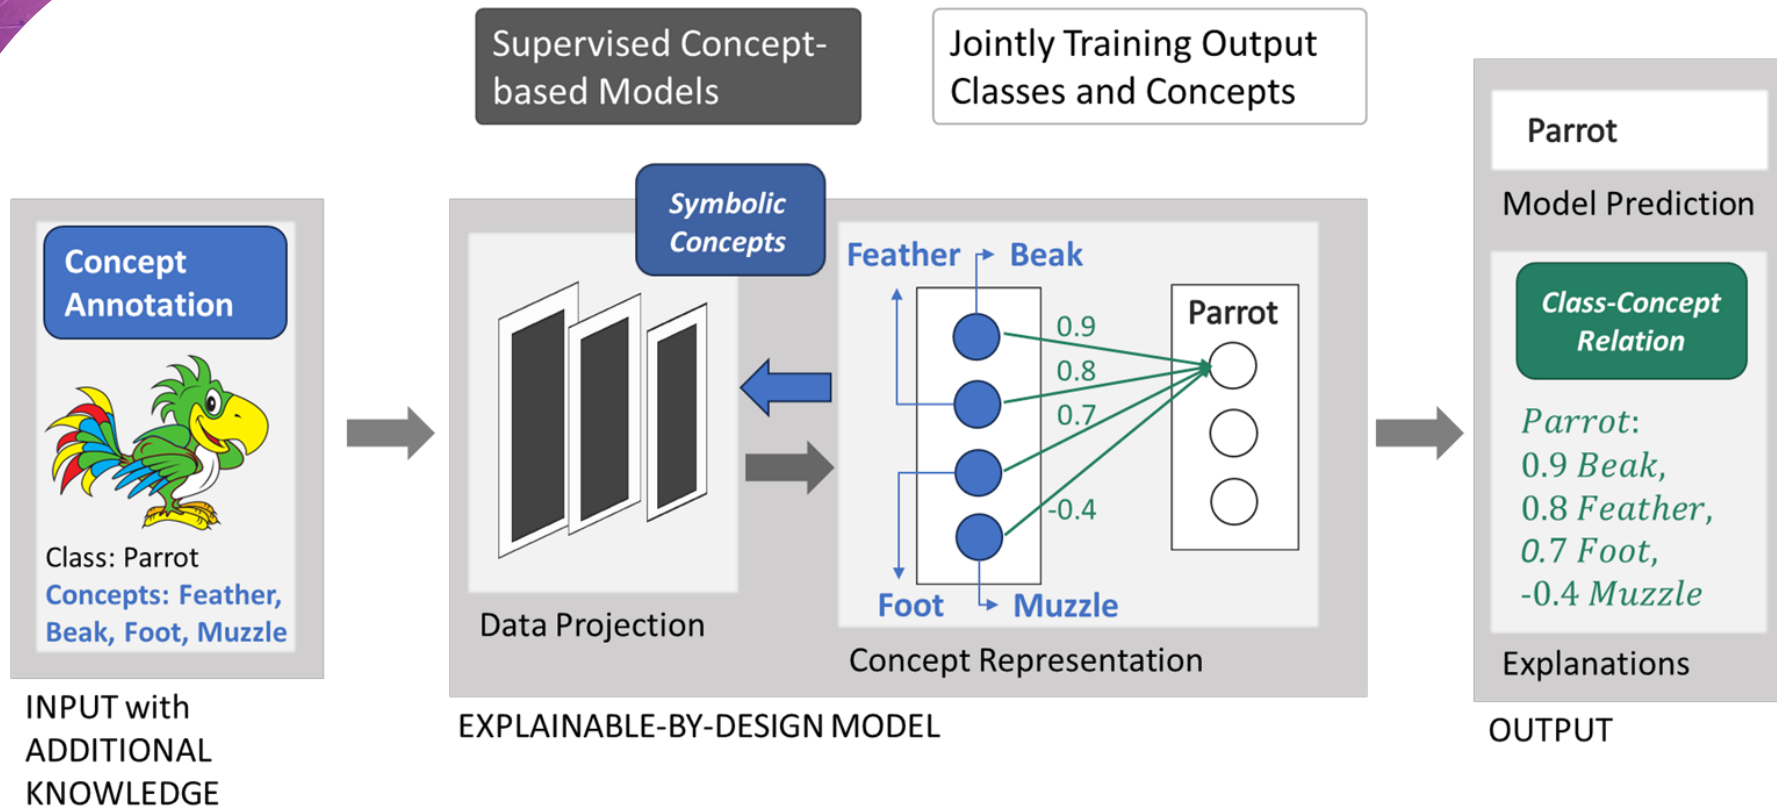 Supervised Concept-
based Models
Jointly Training Output
Classes and Concepts
Concept
Annotation
Class: Parrot
Concepts: Feather,
Beak, Foot, Muzzle
INPUT with
ADDITIONAL
KNOWLEDGE
Symbolic
Concepts
Data Projection
Feather
Beak
0.9
0.8
0.7
-0.4
Foot
Muzzle
Parrot
Concept Representation
EXPLAINABLE-BY-DESIGN MODEL
Parrot
Model Prediction
Class-Concept
Relation
Parrot:
0.9 Beak,
0.8 Feather,
0.7 Foot,
-0.4 Muzzle
Explanations
OUTPUT